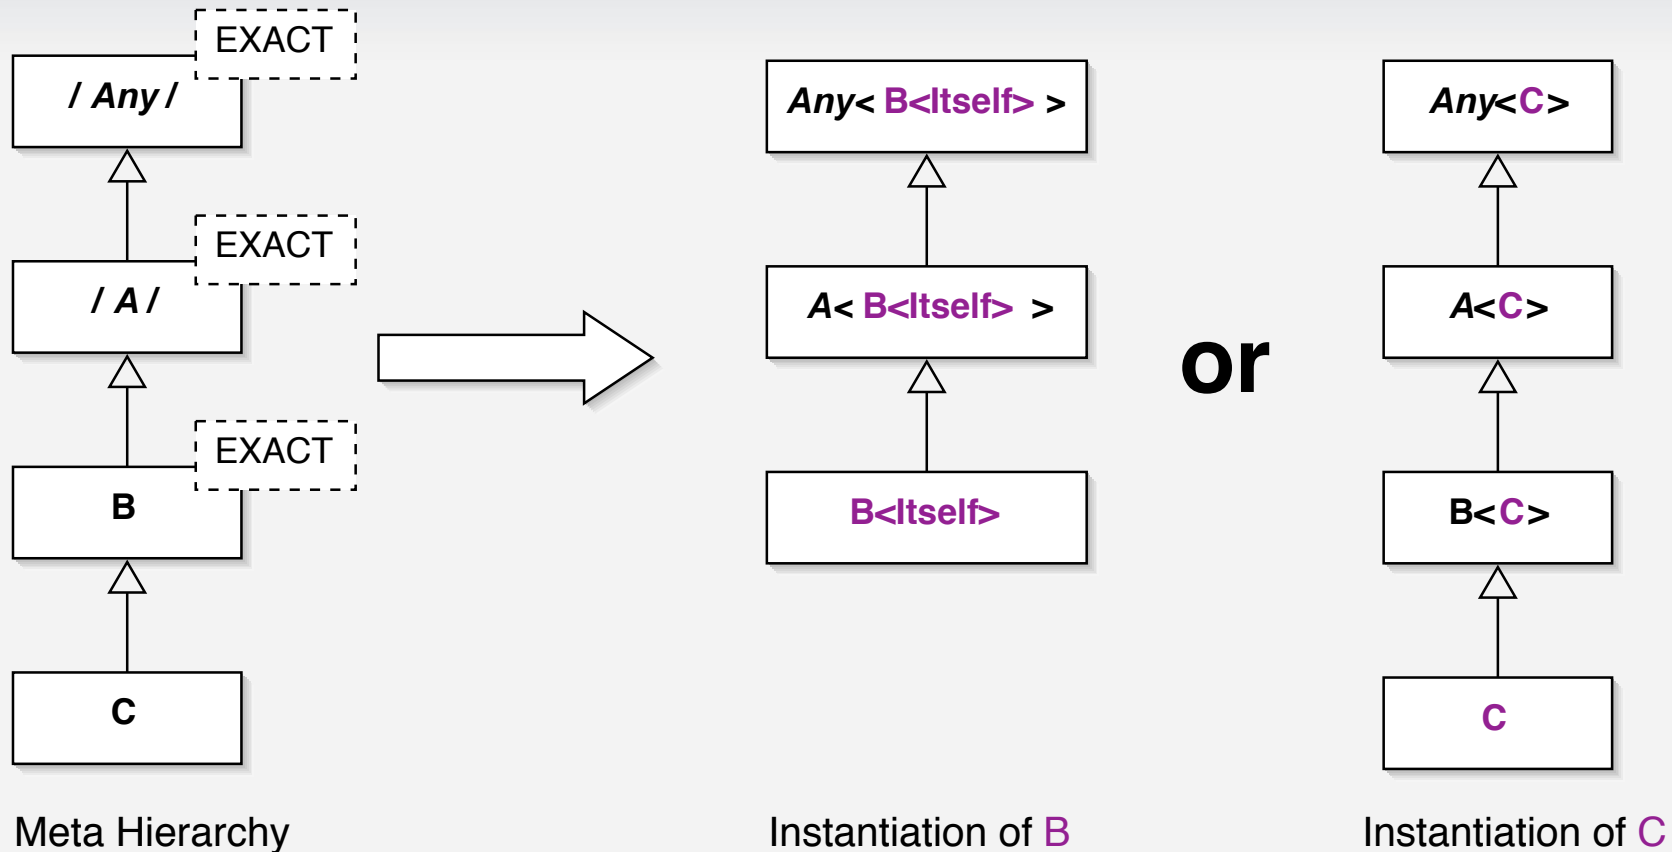 EXACT
/ Any /
EXACT
/ A /
EXACT
B
C
Meta Hierarchy
Any< B<Itself> >
A< B<Itself> >
B<Itself>
Instantiation of B
or
Any<C>
A<C>
B<C>
C
Instantiation of C